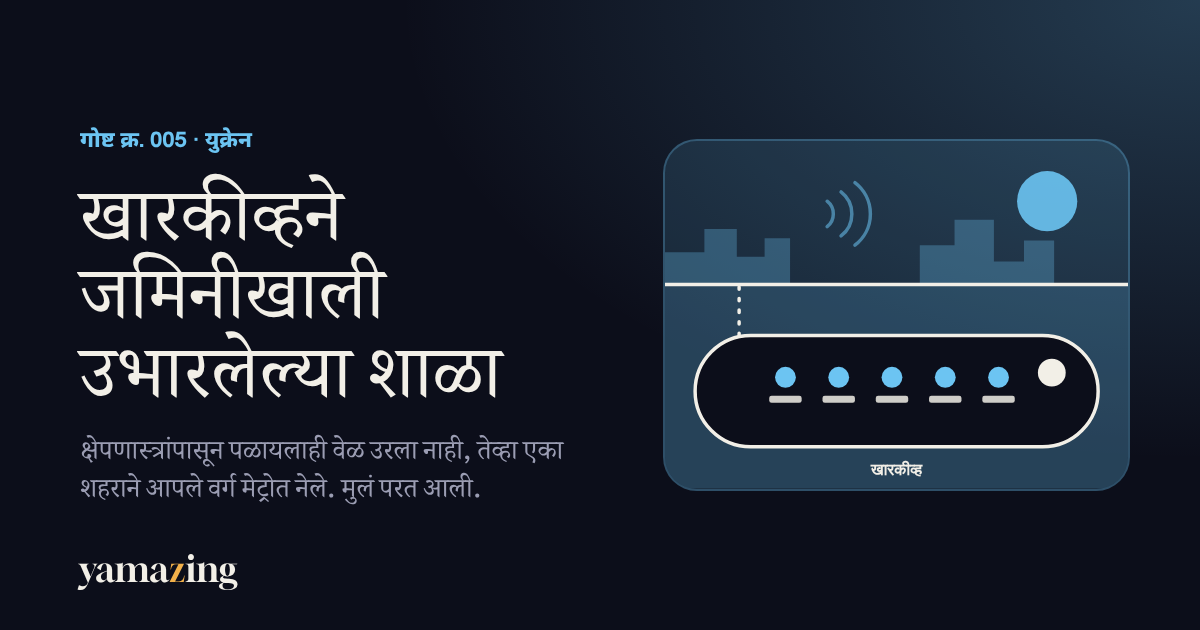 गोष्ट क्र. 005 · युक्रेन
खारकीव्हने
जमिनीखाली
उभारलेल्या शाळा
क्षेपणास्त्रांपासून पळायलाही वेळ उरला नाही, तेव्हा एका
शहराने आपले वर्ग मेट्रोत नेले. मुलं परत आली.
yamazing
खारकीव्ह